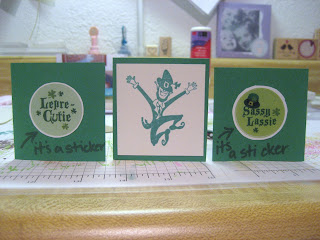 Lepre-
Cutie
it's a sticker
Sassy
Lassie
it's
a sticker